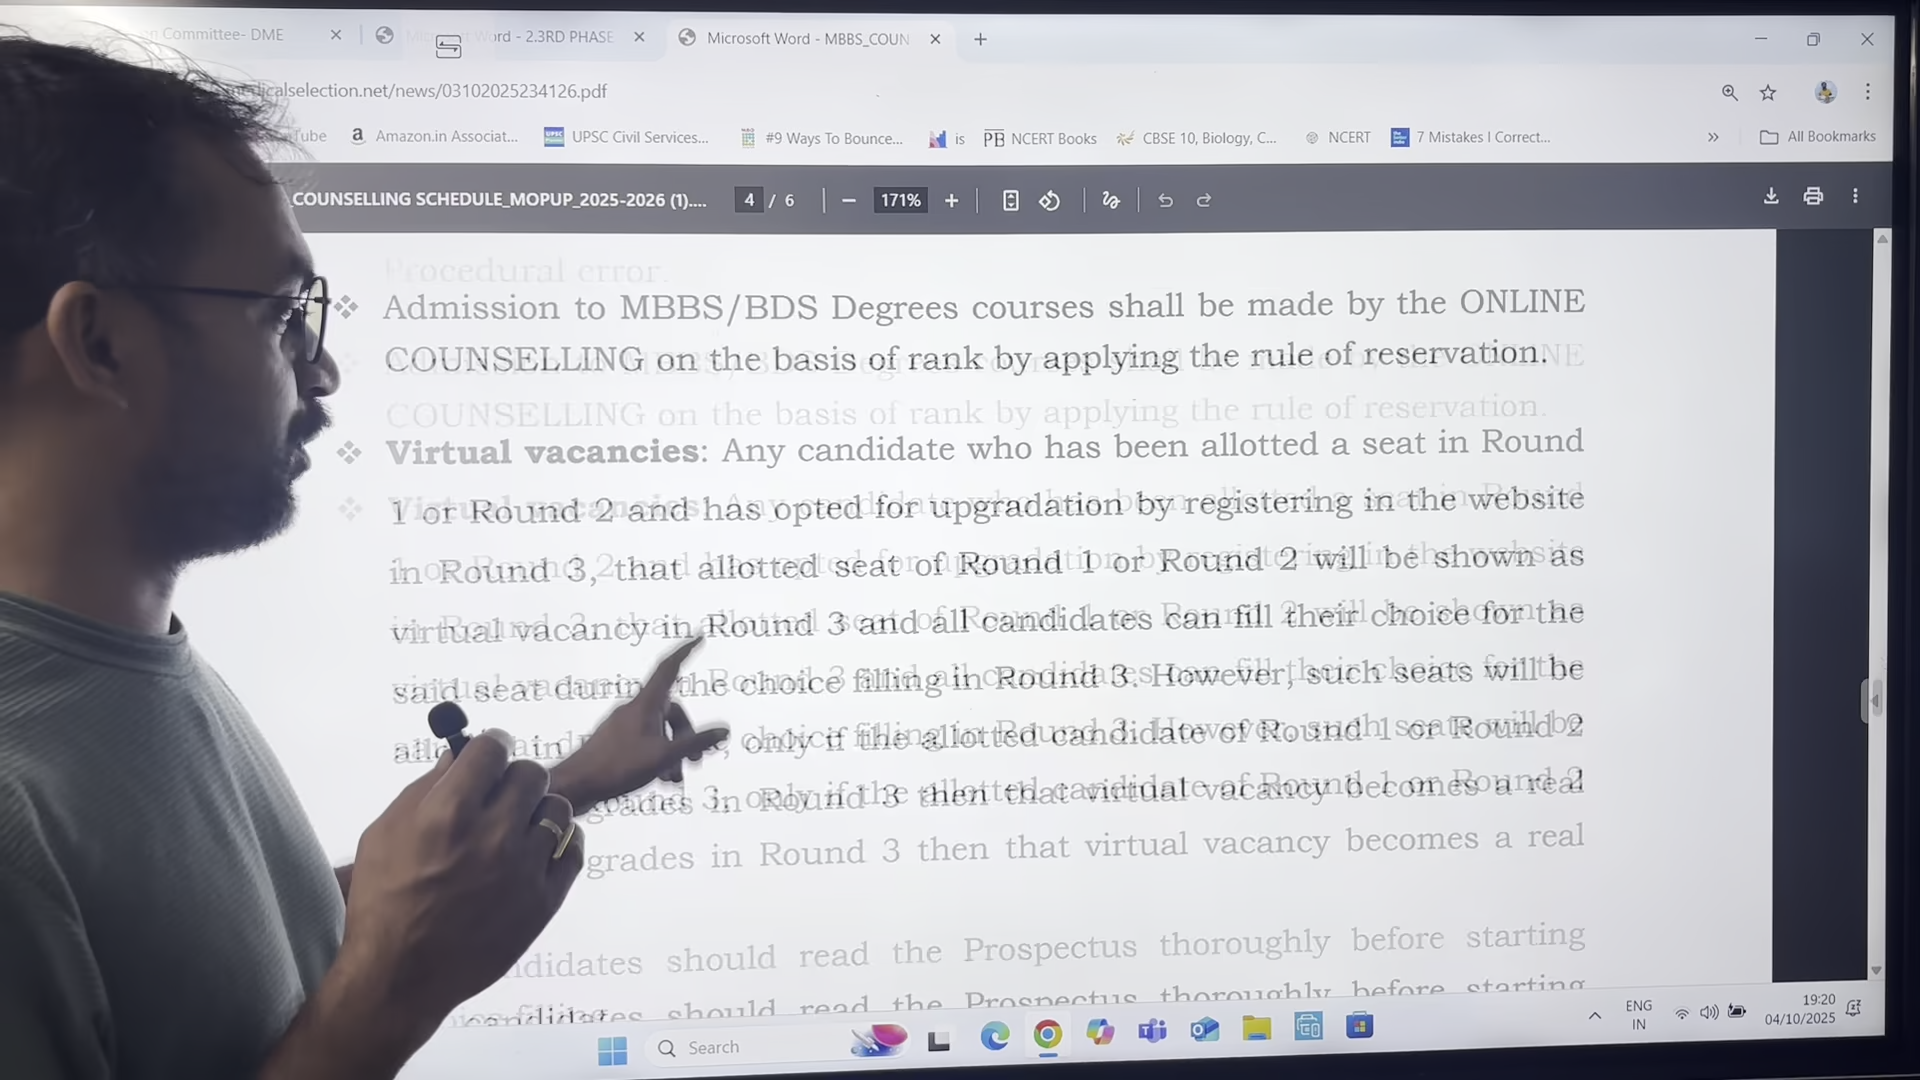 n Committee- DME
Word - 2.3RD PHASE
Microsoft Word - MBBS_COUN
dicalselection.net/news/03102025234126.pdf
Tube
Amazon.in Associat...
UPSC Civil Services...
#9 Ways To Bounce...
is
PB NCERT Books
CBSE 10, Biology, C...
NCERT
7 Mistakes I Correct...
All Bookmarks
COUNSELLING SCHEDULE_MOPUP_2025-2026 (1)....
4 / 6
171%
Procedural error.
❖ Admission to MBBS/BDS Degrees courses shall be made by the ONLINE
COUNSELLING on the basis of rank by applying the rule of reservation.
❖ Virtual vacancies: Any candidate who has been allotted a seat in Round
1 or Round 2 and has opted for upgradation by registering in the website
in Round 3, that allotted seat of Round 1 or Round 2 will be shown as
virtual vacancy in Round 3 and all candidates can fill their choice for the
said seat during the choice filling in Round 3. However, such seats will be
in only if the allotted candidate of Round 1 or Round 2
grades in Round 3 then that virtual vacancy becomes a real
candidates should read the Prospectus thoroughly before starting
Search
ENG
IN
19:20
04/10/2025